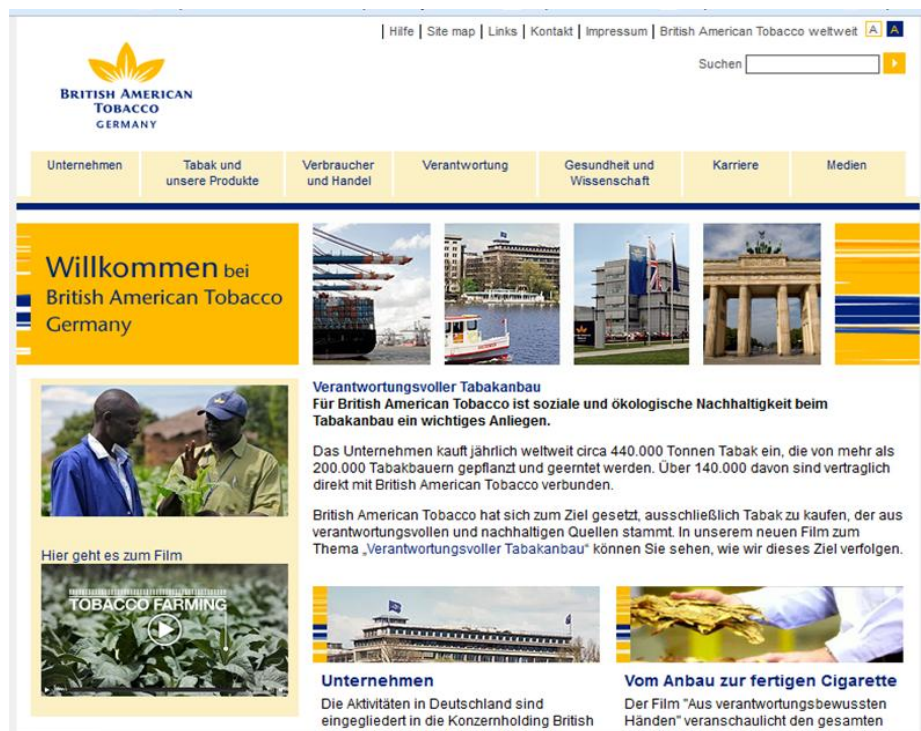 Hilfe | Site map | Links | Kontakt | Impressum | British American Tobacco weltweit A A
Suchen
BRITISH AMERICAN
TOBACCO
GERMANY
Unternehmen
Tabak und
unsere Produkte
Verbraucher
und Handel
Verantwortung
Gesundheit und
Wissenschaft
Karriere
Medien
Willkommen bei
British American Tobacco
Germany
Verantwortungsvoller Tabakanbau
Für British American Tobacco ist soziale und ökologische Nachhaltigkeit beim
Tabakanbau ein wichtiges Anliegen.
Das Unternehmen kauft jährlich weltweit circa 440.000 Tonnen Tabak ein, die von mehr als
200.000 Tabakbauern gepflanzt und geerntet werden. Über 140.000 davon sind vertraglich
direkt mit British American Tobacco verbunden.
British American Tobacco hat sich zum Ziel gesetzt, ausschließlich Tabak zu kaufen, der aus
verantwortungsvollen und nachhaltigen Quellen stammt. In unserem neuen Film zum
Thema „Verantwortungsvoller Tabakanbau“ können Sie sehen, wie wir dieses Ziel verfolgen.
Hier geht es zum Film
TOBACCO FARMING
Unternehmen
Die Aktivitäten in Deutschland sind
eingegliedert in die Konzernholding British
Vom Anbau zur fertigen Cigarette
Der Film "Aus verantwortungsbewussten
Händen" veranschaulicht den gesamten